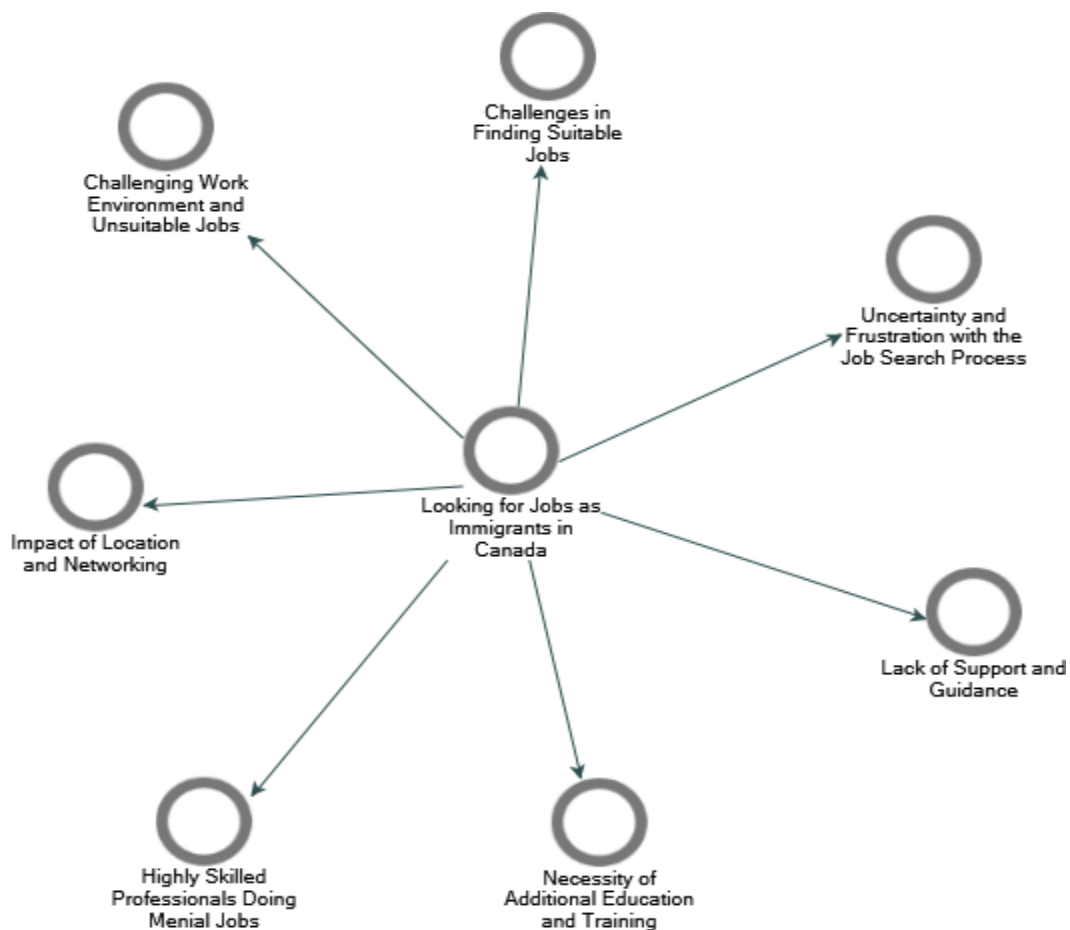 Challenges in
Finding Suitable
Jobs
Challenging Work
Environment and
Unsuitable Jobs
Uncertainty and
Frustration with the
Job Search Process
Looking for Jobs as
Immigrants in
Canada
Impact of Location
and Networking
Lack of Support and
Guidance
Highly Skilled
Professionals Doing
Menial Jobs
Necessity of
Additional Education
and Training